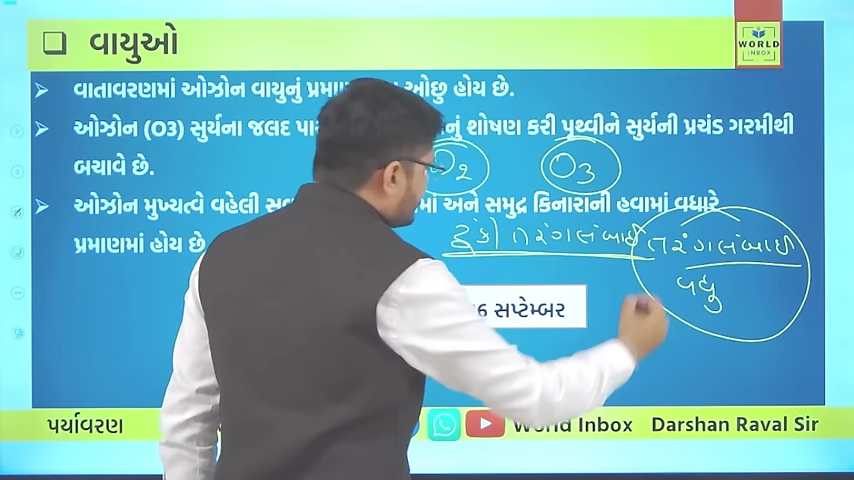 ❑ વાયુઓ
WORLD
INBOX
વાતાવરણમાં ઓઝોન વાયુનું ઓછુ હોય છે.
ઓઝોન (O3) સુર્યના જલદ શોષણ કરી પૃથ્વીને સુર્યની પ્રચંડ ગરમીથી
બચાવે છે.
O2 O3
ઓઝોન મુખ્યત્વે વહેલી અને સમુદ્ર કિનારાની હવામાં વધારે
પ્રમાણમાં હોય છે
ટુંકી તરંગલંબાઈ તરંગલંબાઈ
વધુ
સપ્ટેમ્બર
પર્યાવરણ World Inbox Darshan Raval Sir